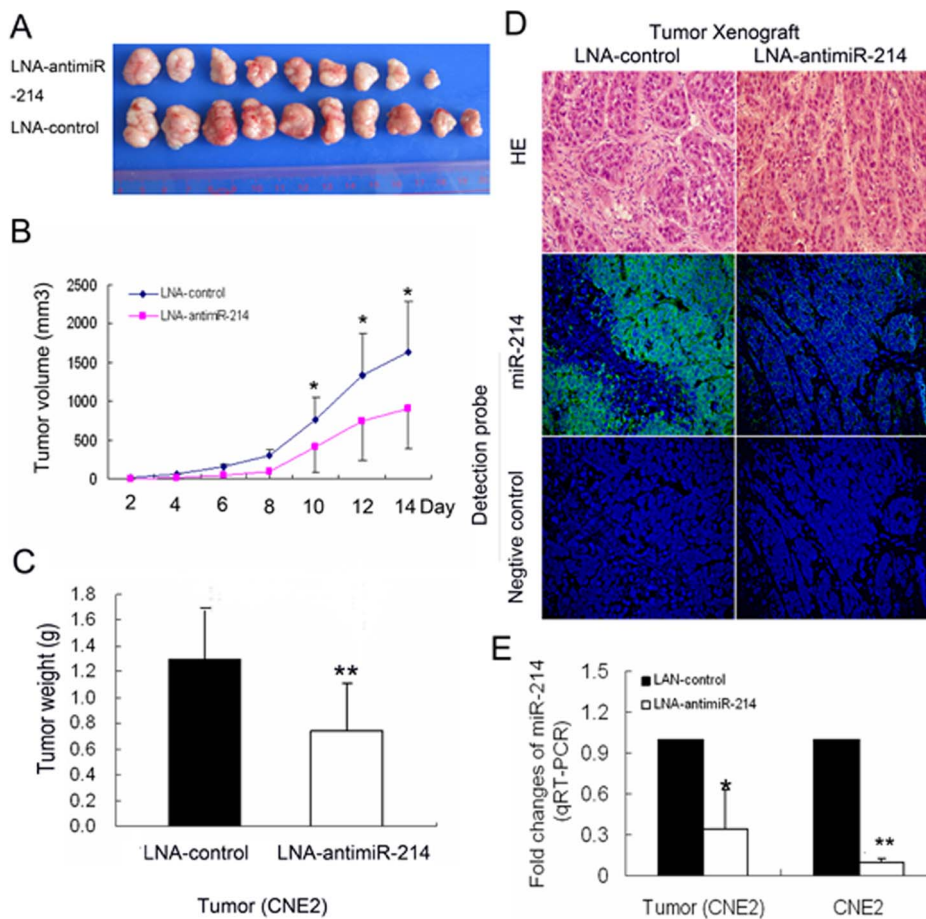 A
LNA-antimiR
-214
LNA-control
B
Tumor volume (mm3)
2500
2000
1500
1000
500
0
LNA-control
LNA-antimiR-214
*
*
*
2 4 6 8 10 12 14 Day
C
Tumor weight (g)
1.8
1.6
1.4
1.2
1.0
0.8
0.6
0.4
0.2
0.0
**
LNA-control LNA-antimiR-214
Tumor (CNE2)
D
Tumor Xenograft
LNA-control LNA-antimiR-214
HE
Detection probe
miR-214
Negtive control
E
Fold changes of miR-214
(qRT-PCR)
1.5
1.2
0.9
0.6
0.3
0
LAN-control
LNA-antimiR-214
*
**
Tumor (CNE2) CNE2